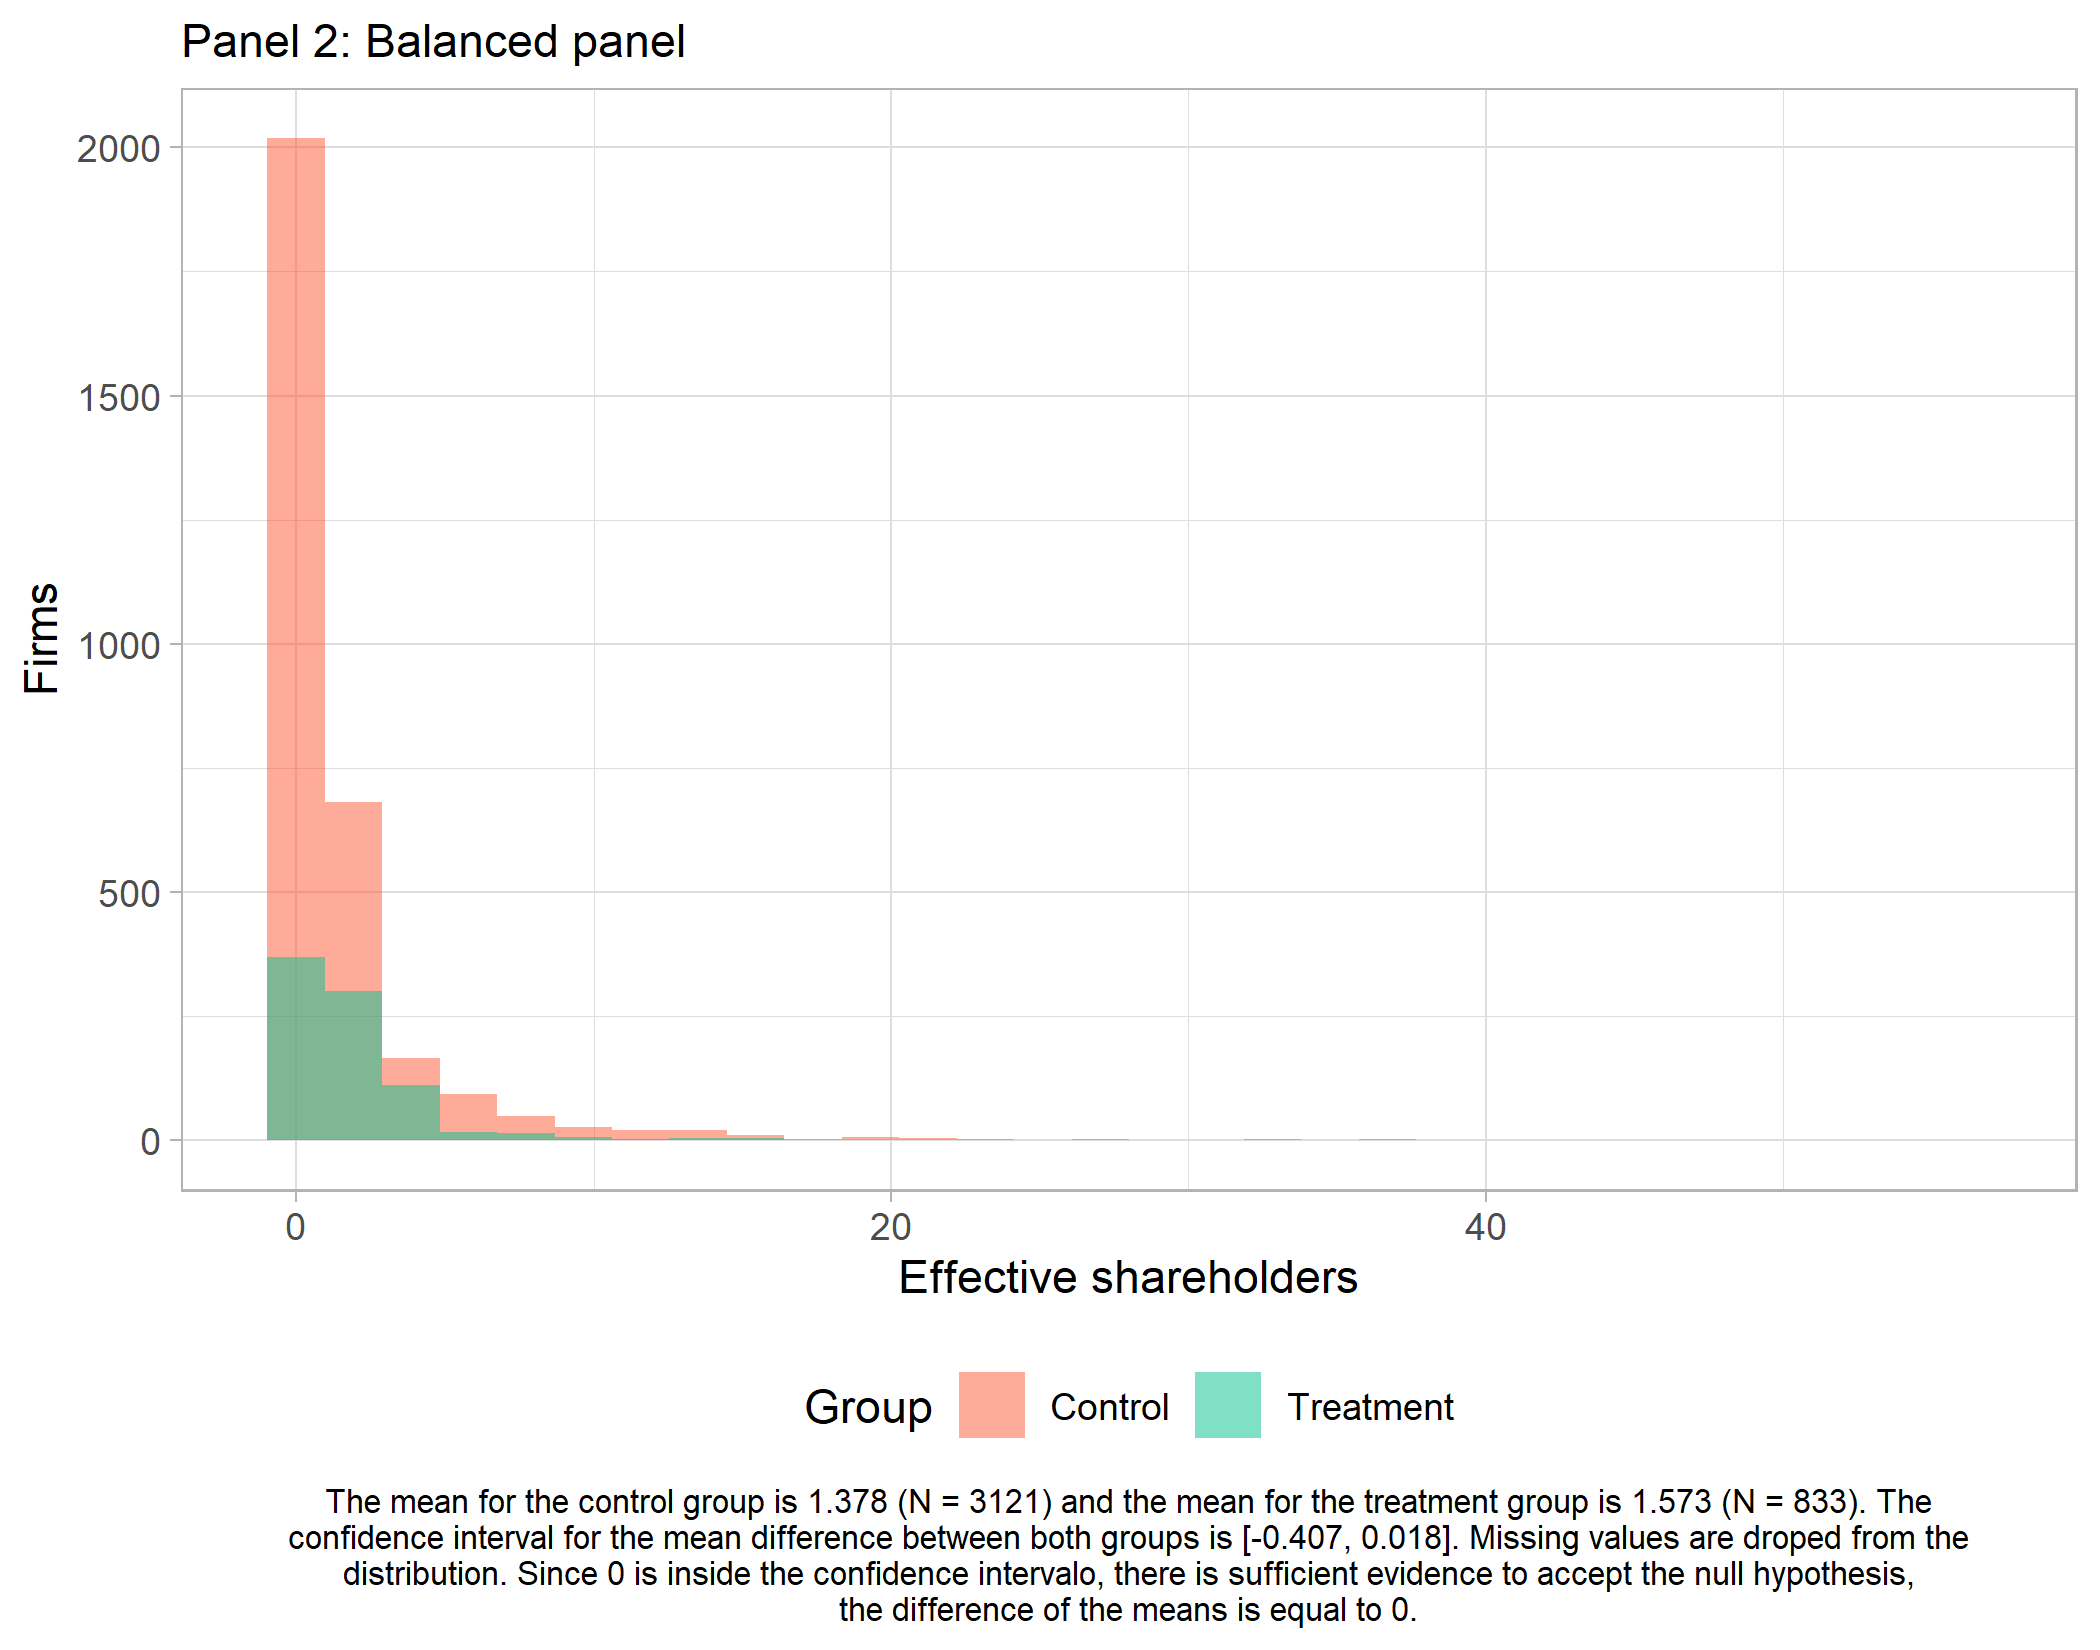 Panel 2: Balanced panel
2000
1500
1000
500
0
Firms
0 20 40
Effective shareholders
Group Control Treatment
The mean for the control group is 1.378 (N = 3121) and the mean for the treatment group is 1.573 (N = 833). The
confidence interval for the mean difference between both groups is [-0.407, 0.018]. Missing values are droped from the
distribution. Since 0 is inside the confidence intervalo, there is sufficient evidence to accept the null hypothesis,
the difference of the means is equal to 0.